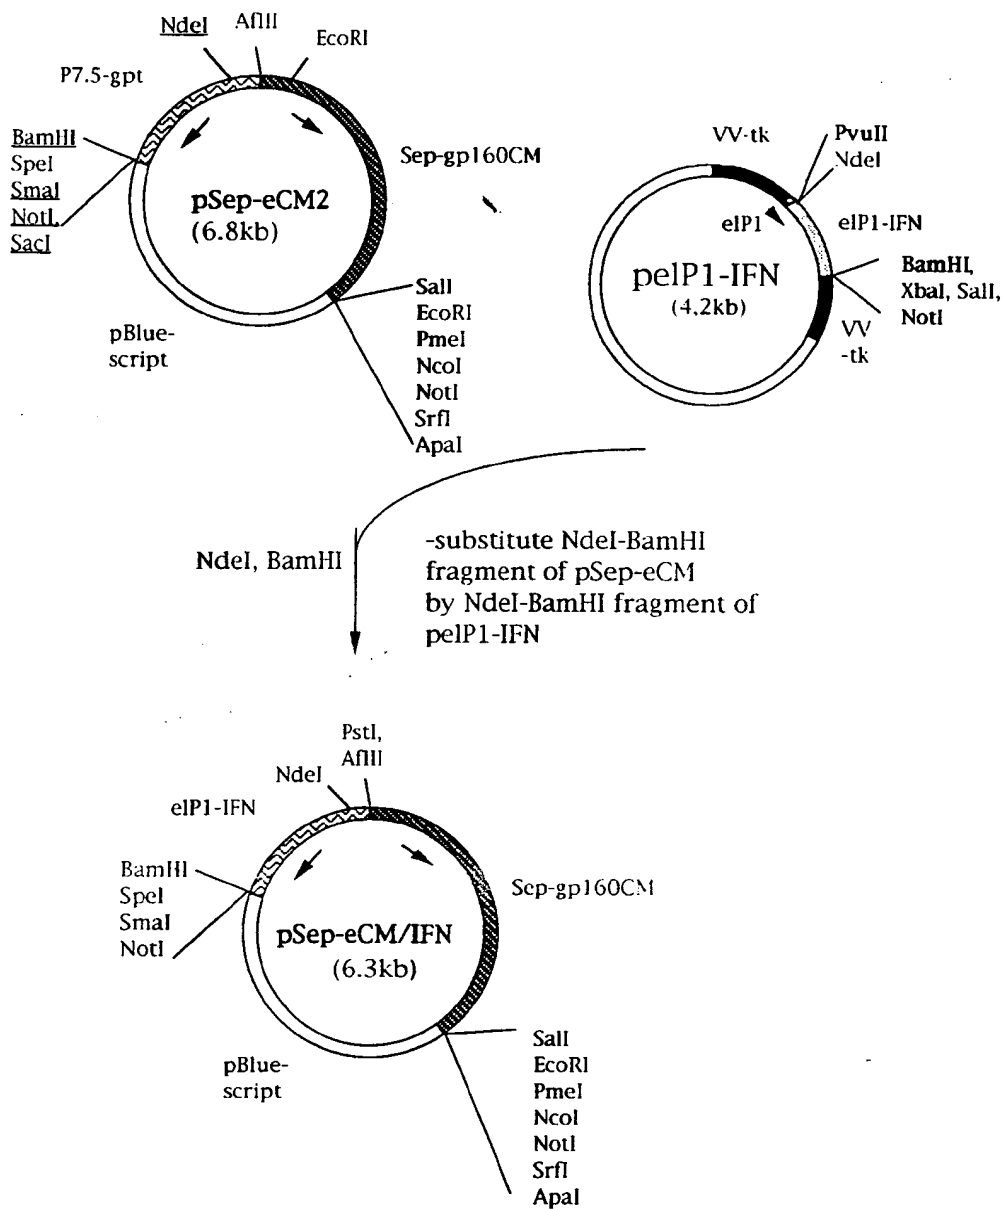 NdeI
AflII
EcoRI
P7.5-gpt
BamHI
SpeI
SmaI
NotI,
SacI
pSep-eCM2
(6.8kb)
Sep-gp160CM
SalI
EcoRI
PmeI
NcoI
NotI
SrfI
ApaI
pBlue-
script
VV-tk
PvuII
NdeI
eIP1
eIP1-IFN
peIP1-IFN
(4.2kb)
BamHI,
XbaI, SalI,
NotI
VV
-tk
NdeI, BamHI
-substitute NdeI-BamHI
fragment of pSep-eCM
by NdeI-BamHI fragment of
peIP1-IFN
PstI,
AflII
NdeI
eIP1-IFN
BamHI
SpeI
SmaI
NotI
pSep-eCM/IFN
(6.3kb)
Sep-gp160CM
pBlue-
script
SalI
EcoRI
PmeI
NcoI
NotI
SrfI
ApaI